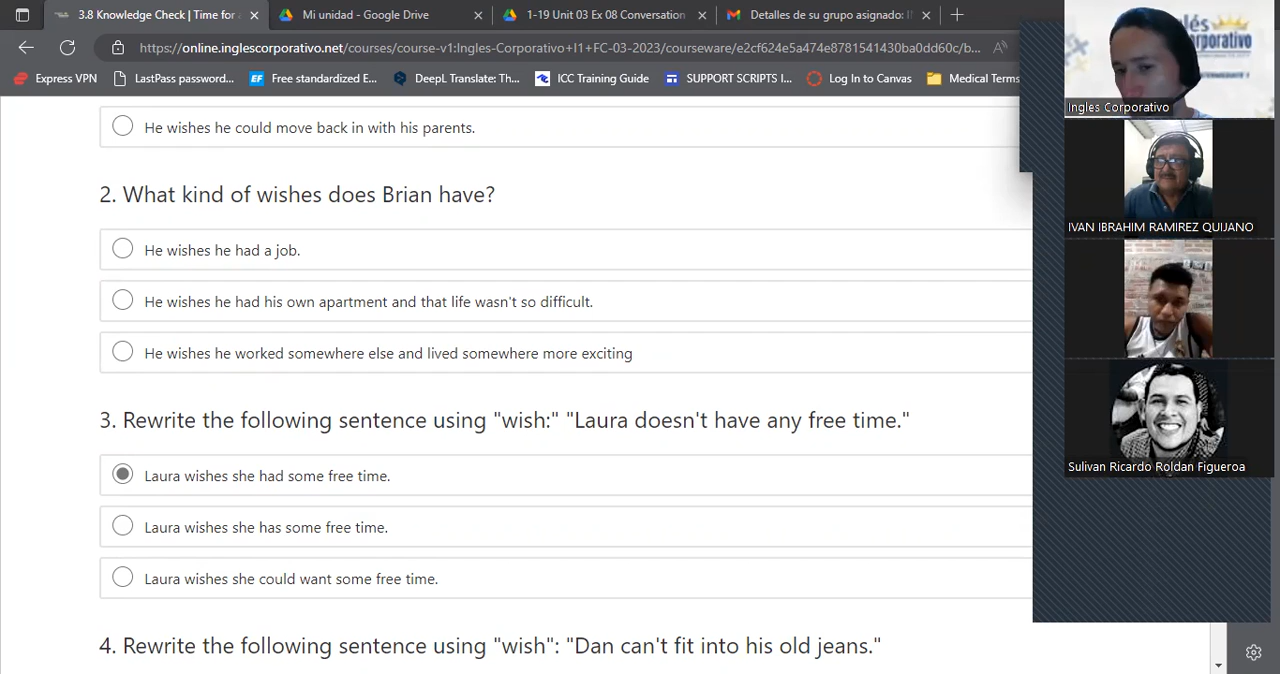 3.8 Knowledge Check | Time for
Mi unidad - Google Drive
1-19 Unit 03 Ex 08 Conversation
Detalles de su grupo asignado:
https://online.inglescorporativo.net/courses/course-v1:Ingles-Corporativo+I1+FC-03-2023/courseware/e2cf624e5a474e8781541430ba0dd60c/b...
Express VPN
LastPass password...
EF Free standardized E...
DeepL Translate: Th...
ICC Training Guide
SUPPORT SCRIPTS I...
Log In to Canvas
Medical Terms
He wishes he could move back in with his parents.
2. What kind of wishes does Brian have?
He wishes he had a job.
He wishes he had his own apartment and that life wasn't so difficult.
He wishes he worked somewhere else and lived somewhere more exciting
3. Rewrite the following sentence using "wish:" "Laura doesn't have any free time."
Laura wishes she had some free time.
Laura wishes she has some free time.
Laura wishes she could want some free time.
4. Rewrite the following sentence using "wish": "Dan can't fit into his old jeans."
Ingles Corporativo
IVAN IBRAHIM RAMIREZ QUIJANO
Sulivan Ricardo Roldan Figueroa